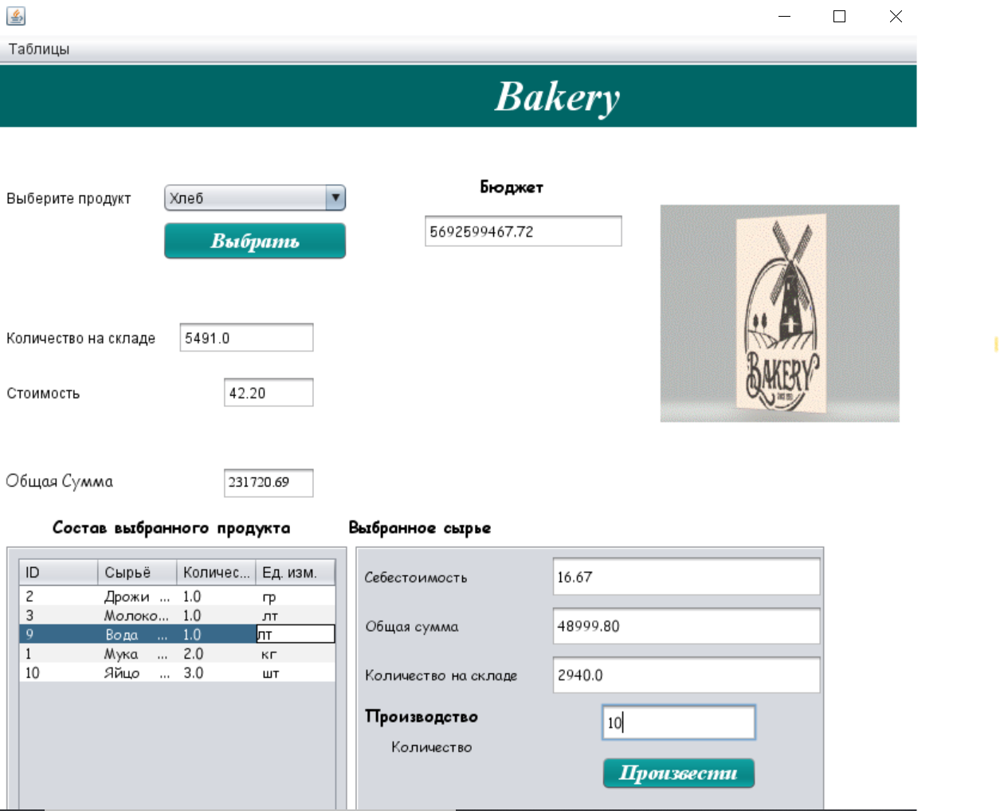 Таблицы
Bakery
Выберите продукт
Хлеб
Выбрать
Бюджет
5692599467.72
BAKERY
Количество на складе
5491.0
Стоимость
42.20
Общая Сумма
231720.69
Состав выбранного продукта
ID Сырьё Количес... Ед. изм.
2 Дрожи ... 1.0 гр
3 Молоко... 1.0 лт
9 Вода ... 1.0 лт
1 Мука ... 2.0 кг
10 Яйцо ... 3.0 шт
Выбранное сырье
Себестоимость 16.67
Общая сумма 48999.80
Количество на складе 2940.0
Производство
10
Количество
Произвести